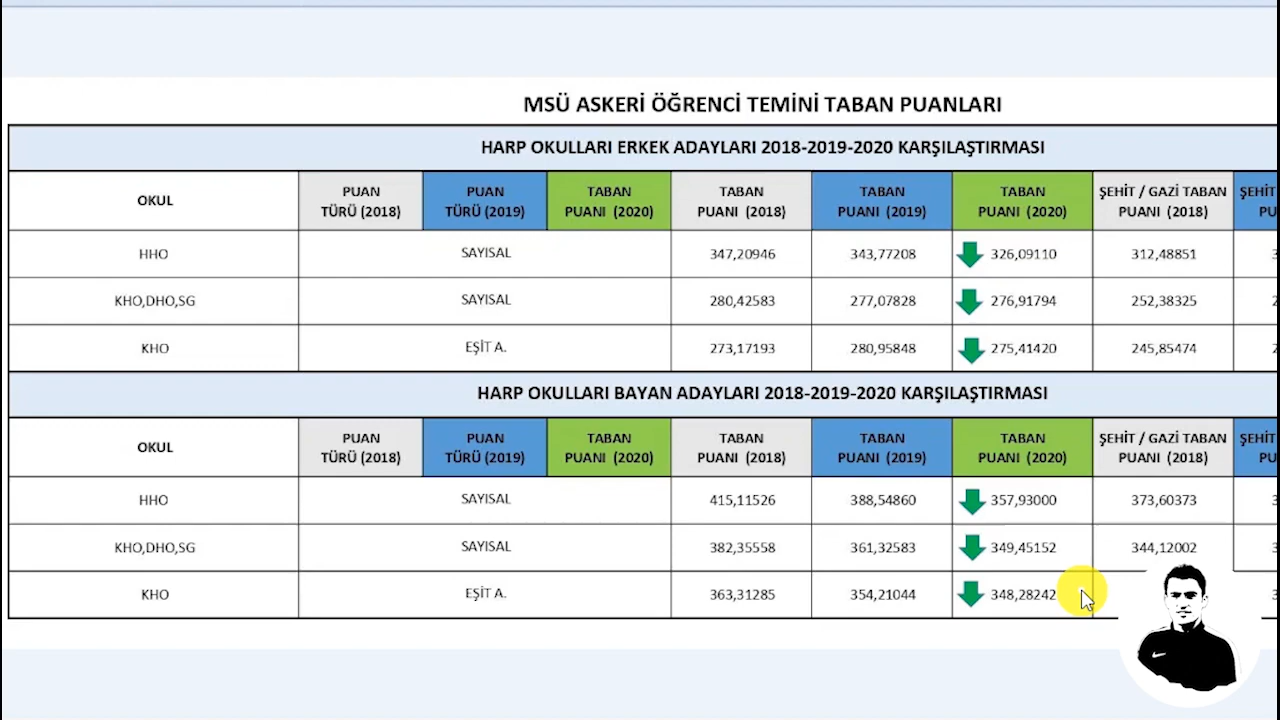 MSÜ ASKERİ ÖĞRENCİ TEMİNİ TABAN PUANLARI
HARP OKULLARI ERKEK ADAYLARI 2018-2019-2020 KARŞILAŞTIRMASI
OKUL PUAN TÜRÜ (2018) PUAN TÜRÜ (2019) TABAN PUANI (2020) TABAN PUANI (2018) TABAN PUANI (2019) TABAN PUANI (2020) ŞEHİT / GAZİ TABAN PUANI (2018) ŞEHİT PU
HHO SAYISAL 347,20946 343,77208 326,09110 312,48851
KHO,DHO,SG SAYISAL 280,42583 277,07828 276,91794 252,38325 2
KHO EŞİT A. 273,17193 280,95848 275,41420 245,85474 2
HARP OKULLARI BAYAN ADAYLARI 2018-2019-2020 KARŞILAŞTIRMASI
OKUL PUAN TÜRÜ (2018) PUAN TÜRÜ (2019) TABAN PUANI (2020) TABAN PUANI (2018) TABAN PUANI (2019) TABAN PUANI (2020) ŞEHİT / GAZİ TABAN PUANI (2018) ŞEHİT PU
HHO SAYISAL 415,11526 388,54860 357,93000 373,60373
KHO,DHO,SG SAYISAL 382,35558 361,32583 349,45152 344,12002
KHO EŞİT A. 363,31285 354,21044 348,28242